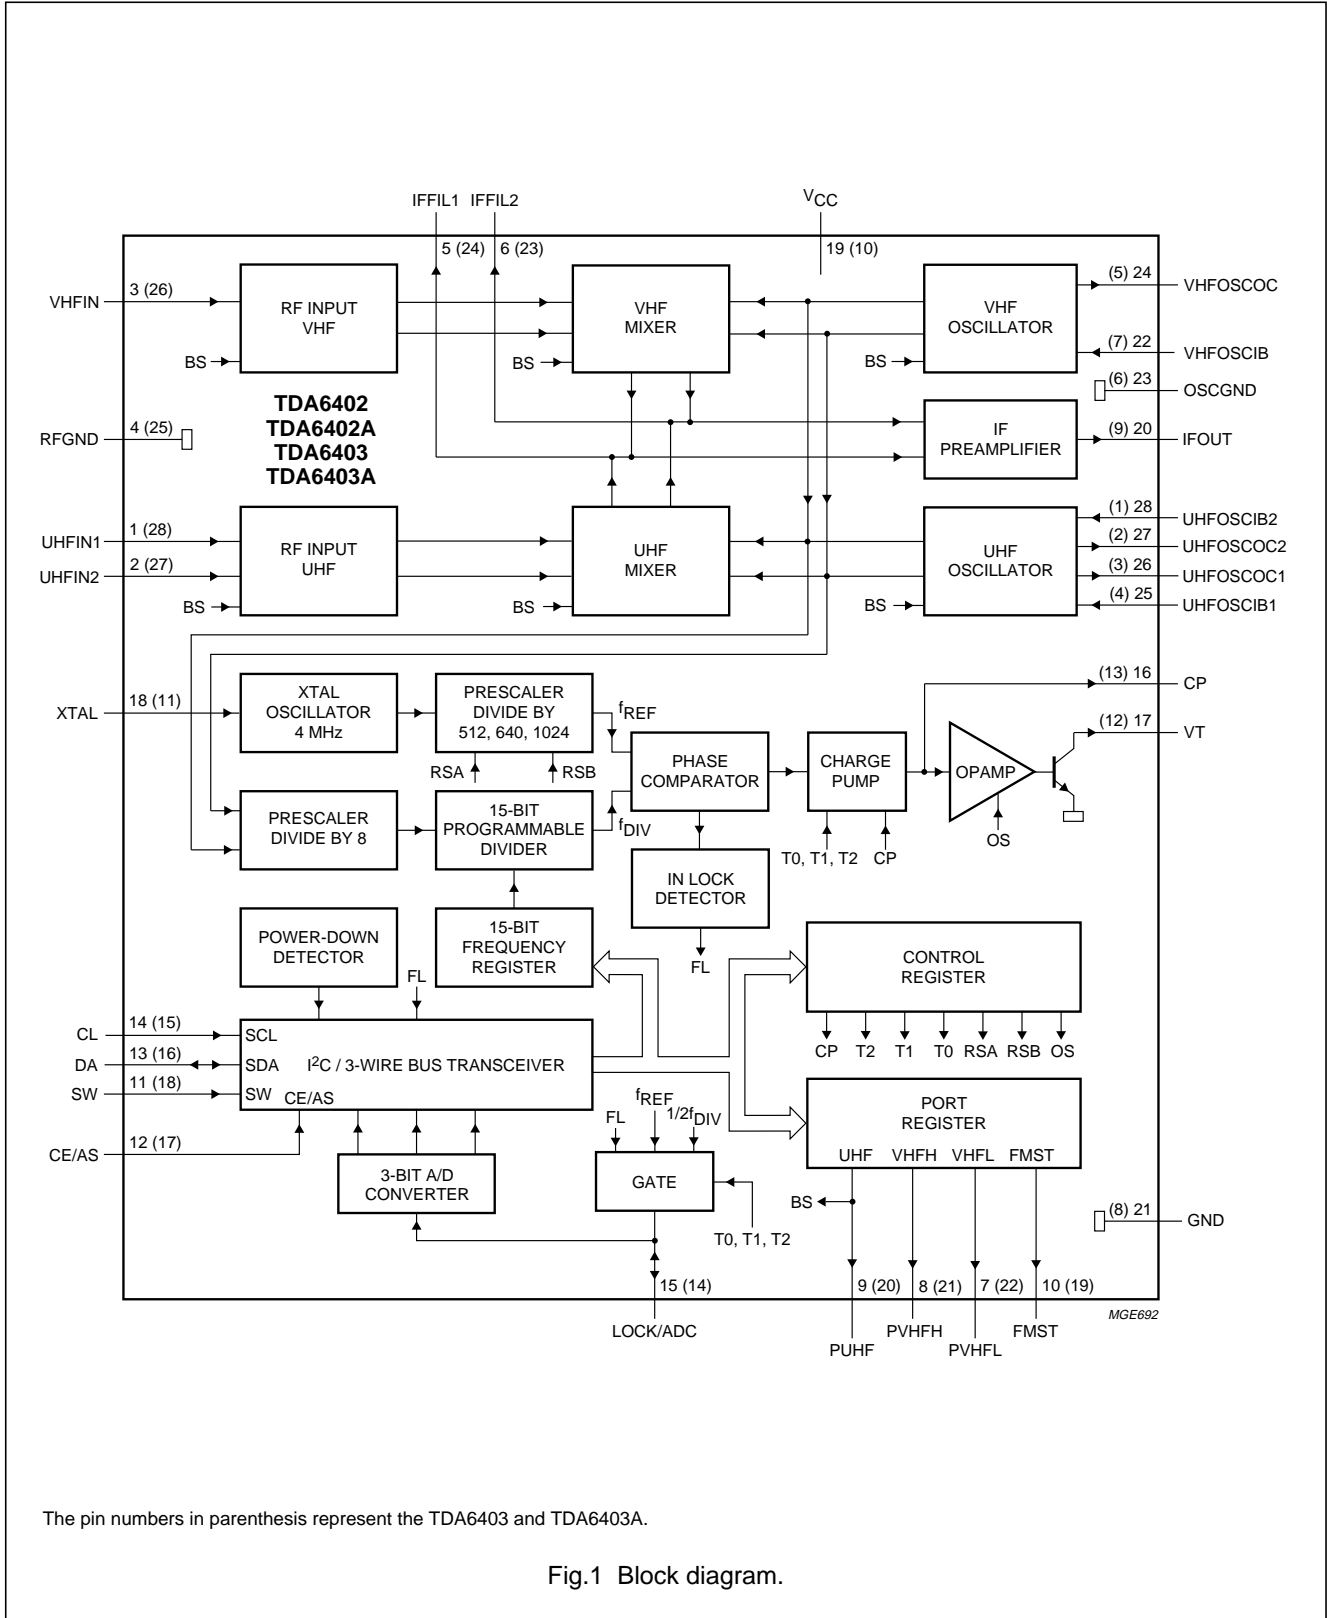 IFFIL1 IFFIL2
VCC
5 (24) 6 (23)
19 (10)
VHFIN
3 (26)
RF INPUT
VHF
BS
VHF
MIXER
BS
VHF
OSCILLATOR
BS
(5) 24
VHFOSCOC
(7) 22
VHFOSCIB
(6) 23
OSCGND
TDA6402
TDA6402A
TDA6403
TDA6403A
RFGND
4 (25)
IF
PREAMPLIFIER
(9) 20
IFOUT
UHFIN1
1 (28)
UHFIN2
2 (27)
RF INPUT
UHF
BS
UHF
MIXER
BS
UHF
OSCILLATOR
BS
(1) 28
UHFOSCIB2
(2) 27
UHFOSCOC2
(3) 26
UHFOSCOC1
(4) 25
UHFOSCIB1
XTAL
18 (11)
XTAL
OSCILLATOR
4 MHz
PRESCALER
DIVIDE BY
512, 640, 1024
fREF
RSA
RSB
PHASE
COMPARATOR
CHARGE
PUMP
OPAMP
(13) 16
CP
(12) 17
VT
PRESCALER
DIVIDE BY 8
15-BIT
PROGRAMMABLE
DIVIDER
fDIV
T0, T1, T2
CP
OS
IN LOCK
DETECTOR
FL
POWER-DOWN
DETECTOR
15-BIT
FREQUENCY
REGISTER
FL
CONTROL
REGISTER
CP T2 T1 T0 RSA RSB OS
CL
14 (15)
SCL
DA
13 (16)
SDA
I2C / 3-WIRE BUS TRANSCEIVER
SW
11 (18)
SW
CE/AS
CE/AS
12 (17)
3-BIT A/D
CONVERTER
FL
fREF
1/2fDIV
GATE
T0, T1, T2
PORT
REGISTER
UHF VHFH VHFL FMST
BS
(8) 21
GND
15 (14)
9 (20) 8 (21) 7 (22) 10 (19)
MGE692
LOCK/ADC
PUHF
PVHFH
PVHFL
FMST
The pin numbers in parenthesis represent the TDA6403 and TDA6403A.
Fig.1 Block diagram.